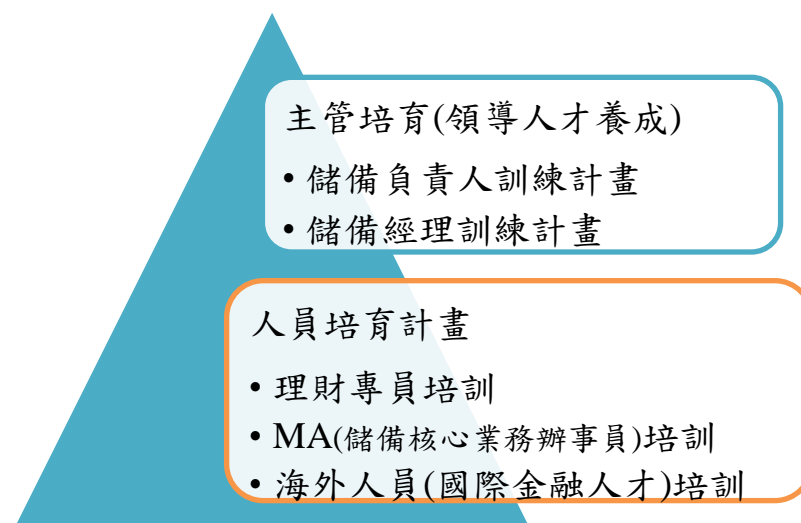 主管培育(領導人才養成)
• 儲備負責人訓練計畫
• 儲備經理訓練計畫
人員培育計畫
• 理財專員培訓
• MA(儲備核心業務辦事員)培訓
• 海外人員(國際金融人才)培訓